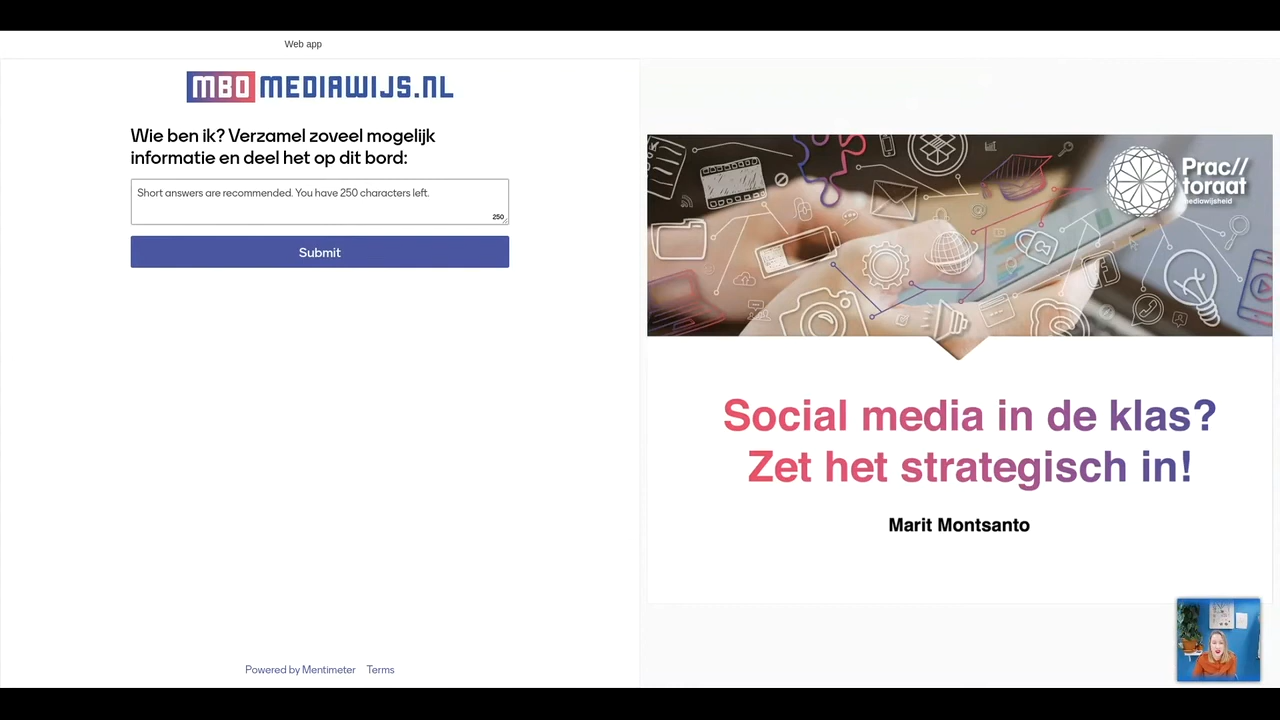 Web app
MBO MEDIAWIJS.NL
Wie ben ik? Verzamel zoveel mogelijk
informatie en deel het op dit bord:
Short answers are recommended. You have 250 characters left.
250
Submit
Powered by Mentimeter Terms
Prac//
toraat
mediawijsheid
Social media in de klas?
Zet het strategisch in!
Marit Montsanto